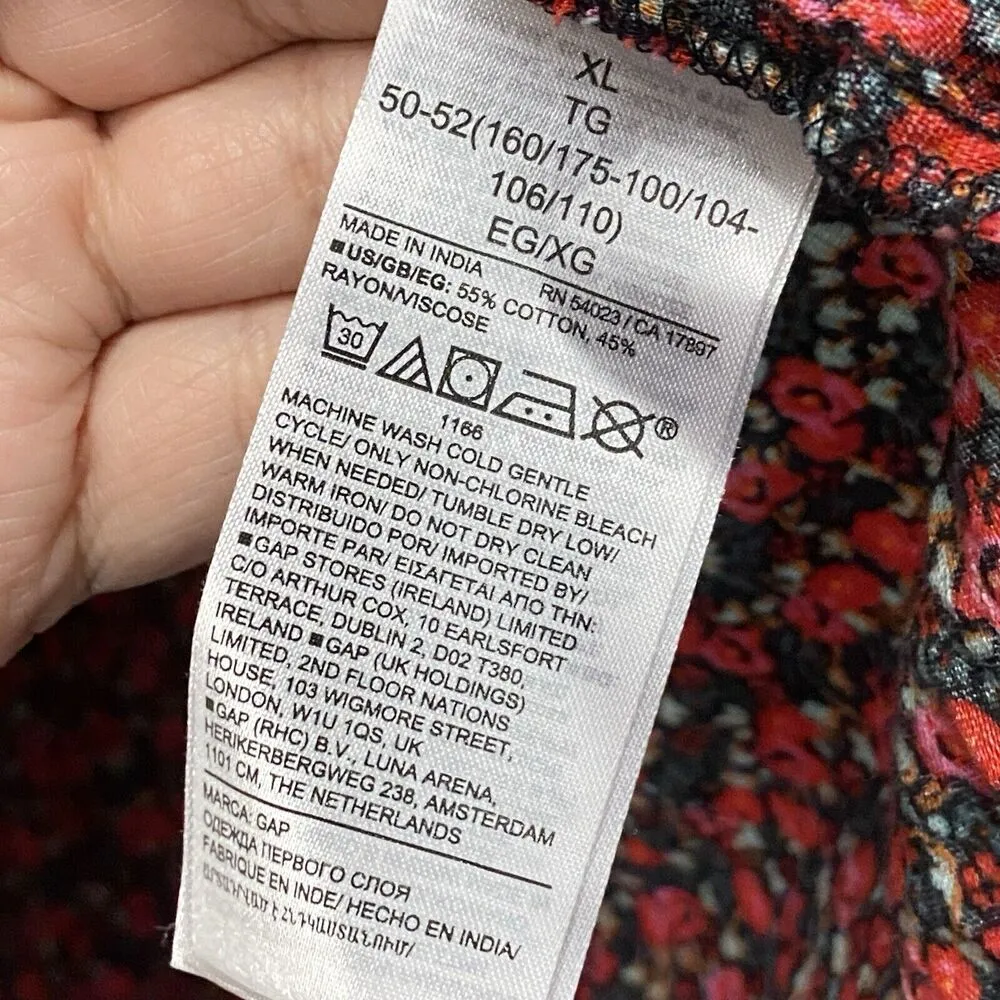 XL
TG
50-52(160/175-100/104-
106/110)
EG/XG
MADE IN INDIA
RN 54023 / CA 17897
■US/GB/EG: 55% COTTON, 45%
RAYON/VISCOSE
30
®
1166
MACHINE WASH COLD GENTLE
CYCLE/ ONLY NON-CHLORINE BLEACH
WHEN NEEDED/ TUMBLE DRY LOW/
WARM IRON/ DO NOT DRY CLEAN
DISTRIBUIDO POR/ IMPORTED BY/
IMPORTE PAR/ ΕΙΣΑΓΕΤΑΙ ΑΠΟ ΤΗΝ:
■GAP STORES (IRELAND) LIMITED
C/O ARTHUR COX, 10 EARLSFORT
TERRACE, DUBLIN 2, D02 T380,
IRELAND ■GAP (UK HOLDINGS)
LIMITED, 2ND FLOOR NATIONS
HOUSE, 103 WIGMORE STREET,
LONDON, W1U 1QS, UK
■GAP (RHC) B.V., LUNA ARENA,
HERIKERBERGWEG 238, AMSTERDAM
1101 CM, THE NETHERLANDS
MARCA: GAP
ОДЕЖДА ПЕРВОГО СЛОЯ
FABRIQUE EN INDE/ HECHO EN INDIA/
ԱՐՏԱԴՐՎԱԾ Է ՀՆԴԿԱՍՏԱՆՈՒՄ/